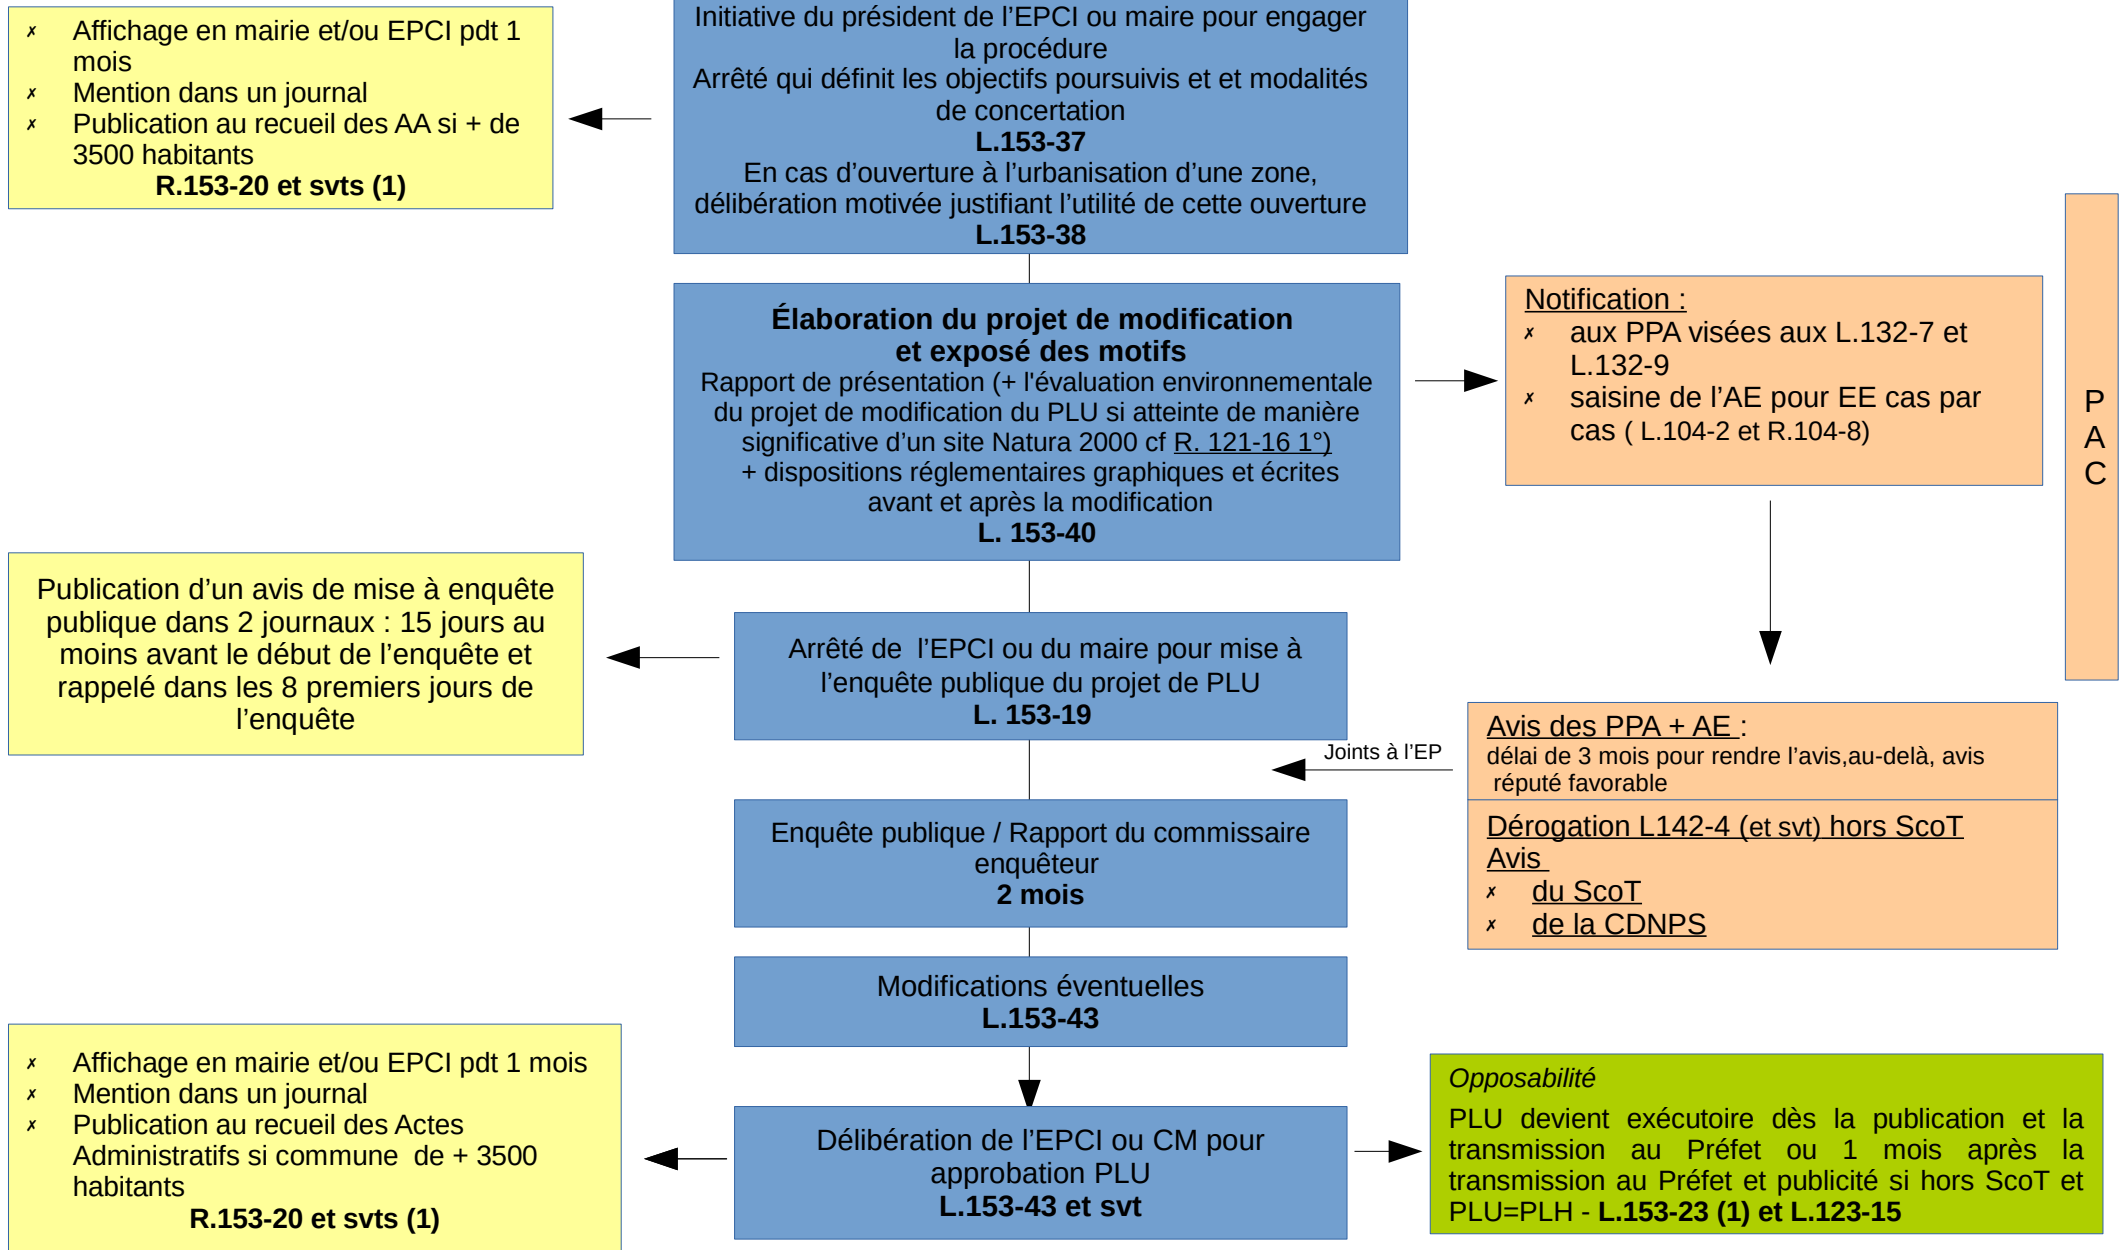 ✗ Affichage en mairie et/ou EPCI pdt 1
mois
✗ Mention dans un journal
✗ Publication au recueil des AA si + de
3500 habitants
R.153-20 et svts (1)
Initiative du président de l’EPCI ou maire pour engager
la procédure
Arrêté qui définit les objectifs poursuivis et et modalités
de concertation
L.153-37
En cas d’ouverture à l’urbanisation d’une zone,
délibération motivée justifiant l’utilité de cette ouverture
L.153-38
Élaboration du projet de modification
et exposé des motifs
Rapport de présentation (+ l'évaluation environnementale
du projet de modification du PLU si atteinte de manière
significative d’un site Natura 2000 cf R. 121-16 1°)
+ dispositions réglementaires graphiques et écrites
avant et après la modification
L. 153-40
Notification :
✗ aux PPA visées aux L.132-7 et
L.132-9
✗ saisine de l’AE pour EE cas par
cas ( L.104-2 et R.104-8)
P
A
C
Publication d’un avis de mise à enquête
publique dans 2 journaux : 15 jours au
moins avant le début de l’enquête et
rappelé dans les 8 premiers jours de
l’enquête
Arrêté de  l’EPCI ou du maire pour mise à
l’enquête publique du projet de PLU
L. 153-19
Joints à l’EP
Avis des PPA + AE :
délai de 3 mois pour rendre l’avis,au-delà, avis
réputé favorable
Dérogation L142-4 (et svt) hors ScoT
Avis
✗ du ScoT
✗ de la CDNPS
Enquête publique / Rapport du commissaire
enquêteur
2 mois
Modifications éventuelles
L.153-43
✗ Affichage en mairie et/ou EPCI pdt 1 mois
✗ Mention dans un journal
✗ Publication au recueil des Actes
Administratifs si commune  de + 3500
habitants
R.153-20 et svts (1)
Délibération de l’EPCI ou CM pour
approbation PLU
L.153-43 et svt
Opposabilité
PLU devient exécutoire dès la publication et la
transmission au Préfet ou 1 mois après la
transmission au Préfet et publicité si hors ScoT et
PLU=PLH - L.153-23 (1) et L.123-15